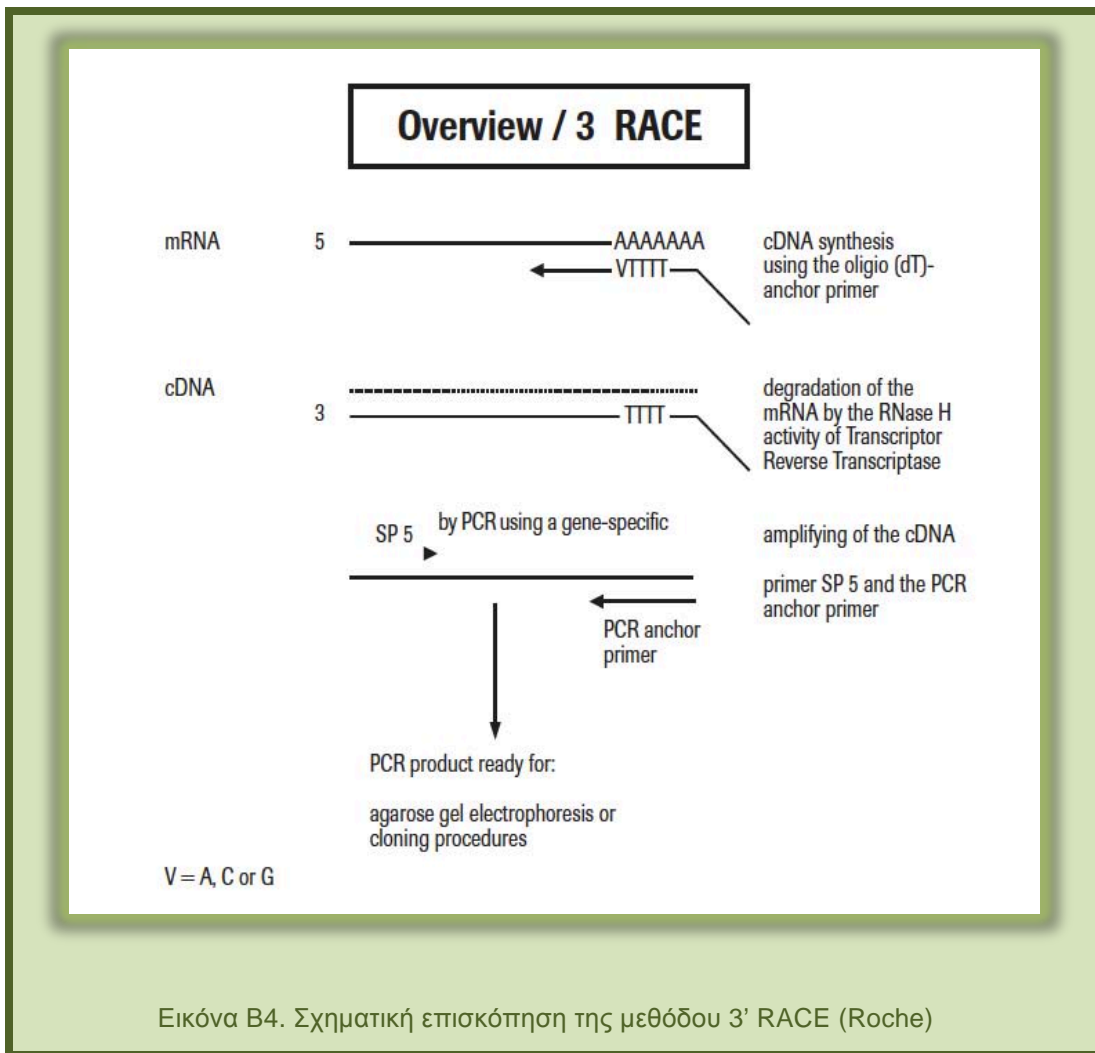 Overview / 3 RACE
mRNA 5 AAAAAAA
VTTTT
cDNA synthesis
using the oligio (dT)-
anchor primer
cDNA
3 TTTT
degradation of the
mRNA by the RNase H
activity of Transcriptor
Reverse Transcriptase
SP 5 by PCR using a gene-specific
amplifying of the cDNA
primer SP 5 and the PCR
anchor primer
PCR anchor
primer
PCR product ready for:
agarose gel electrophoresis or
cloning procedures
V = A, C or G
Εικόνα Β4. Σχηματική επισκόπηση της μεθόδου 3’ RACE (Roche)